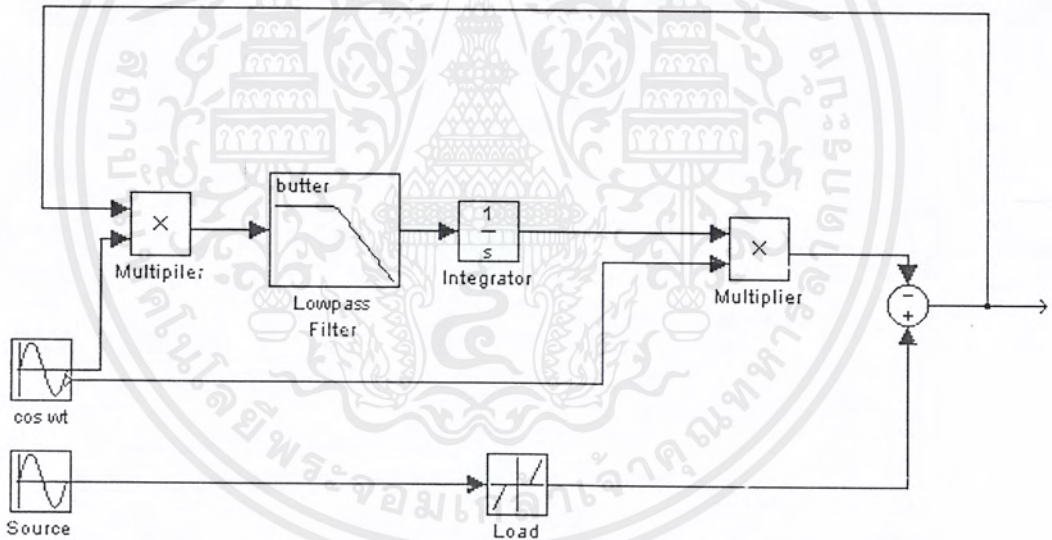 butter
×
1
s
×
Multipiler
Integrator
Multiplier
Lowpass
Filter
−
+
cos wt
Source
Load